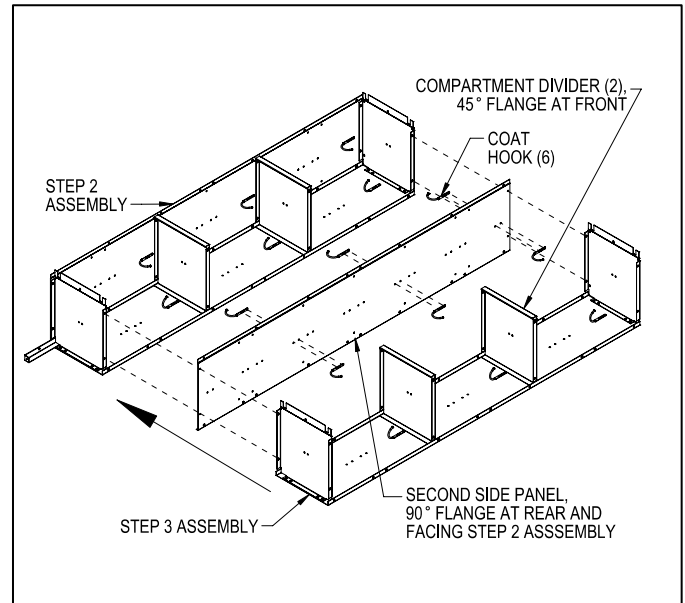 COMPARTMENT DIVIDER (2),
45° FLANGE AT FRONT
COAT
HOOK (6)
STEP 2
ASSEMBLY
SECOND SIDE PANEL,
90° FLANGE AT REAR AND
FACING STEP 2 ASSSEMBLY
STEP 3 ASSEMBLY